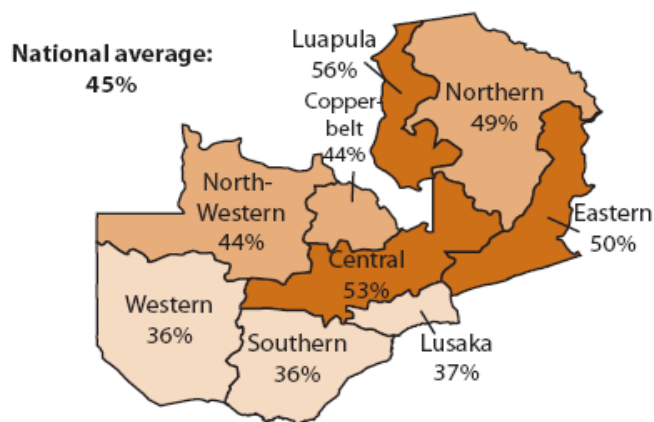 National average:
45%
Luapula
56%
Copper-
belt
44%
Northern
49%
North-
Western
44%
Eastern
50%
Central
53%
Western
36%
Southern
36%
Lusaka
37%